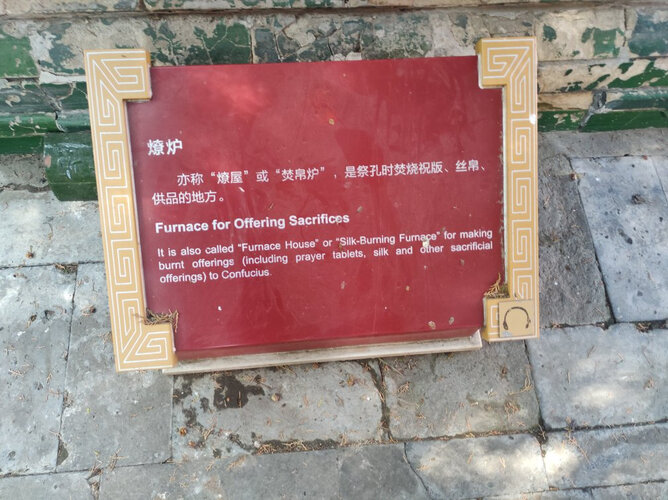 燎炉
亦称“燎屋”或“焚帛炉”，是祭孔时焚烧祝版、丝帛、
供品的地方。
Furnace for Offering Sacrifices
It is also called “Furnace House” or “Silk-Burning Furnace” for making
burnt offerings (including prayer tablets, silk and other sacrificial
offerings) to Confucius.